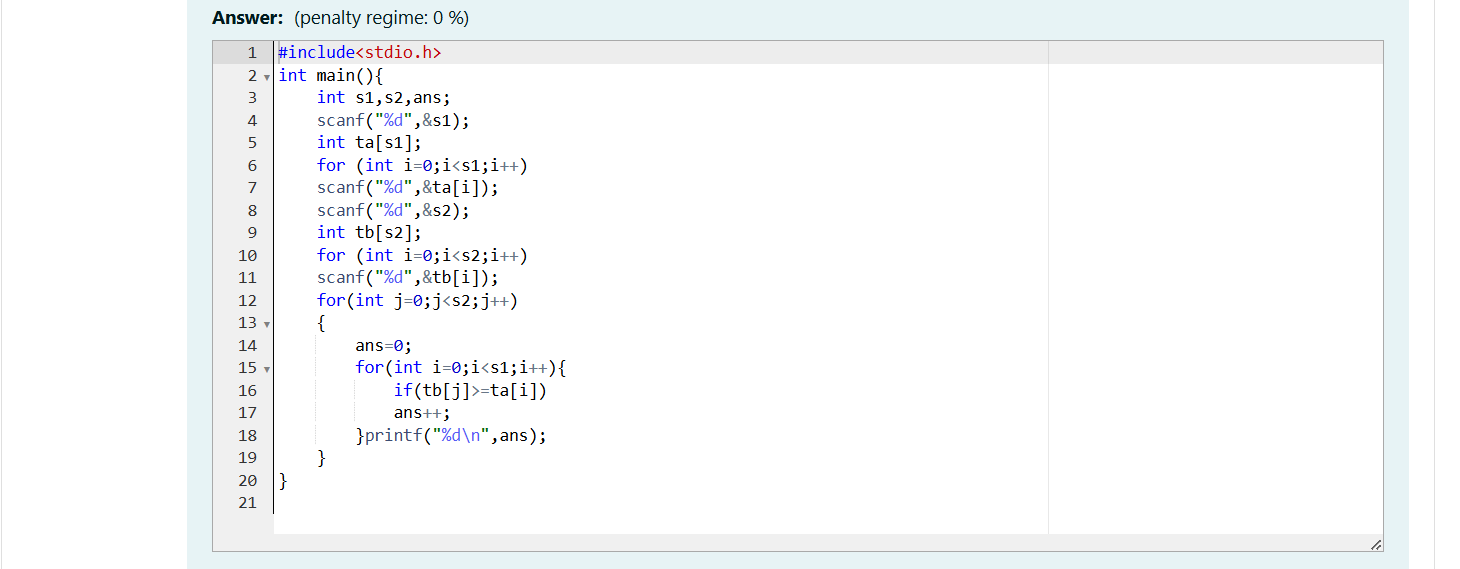 Answer: (penalty regime: 0 %)
1 #include<stdio.h>
2 int main(){
3     int s1,s2,ans;
4     scanf("%d",&s1);
5     int ta[s1];
6     for (int i=0;i<s1;i++)
7     scanf("%d",&ta[i]);
8     scanf("%d",&s2);
9     int tb[s2];
10     for (int i=0;i<s2;i++)
11     scanf("%d",&tb[i]);
12     for(int j=0;j<s2;j++)
13     {
14         ans=0;
15         for(int i=0;i<s1;i++){
16             if(tb[j]>=ta[i])
17             ans++;
18         }printf("%d\n",ans);
19     }
20 }
21